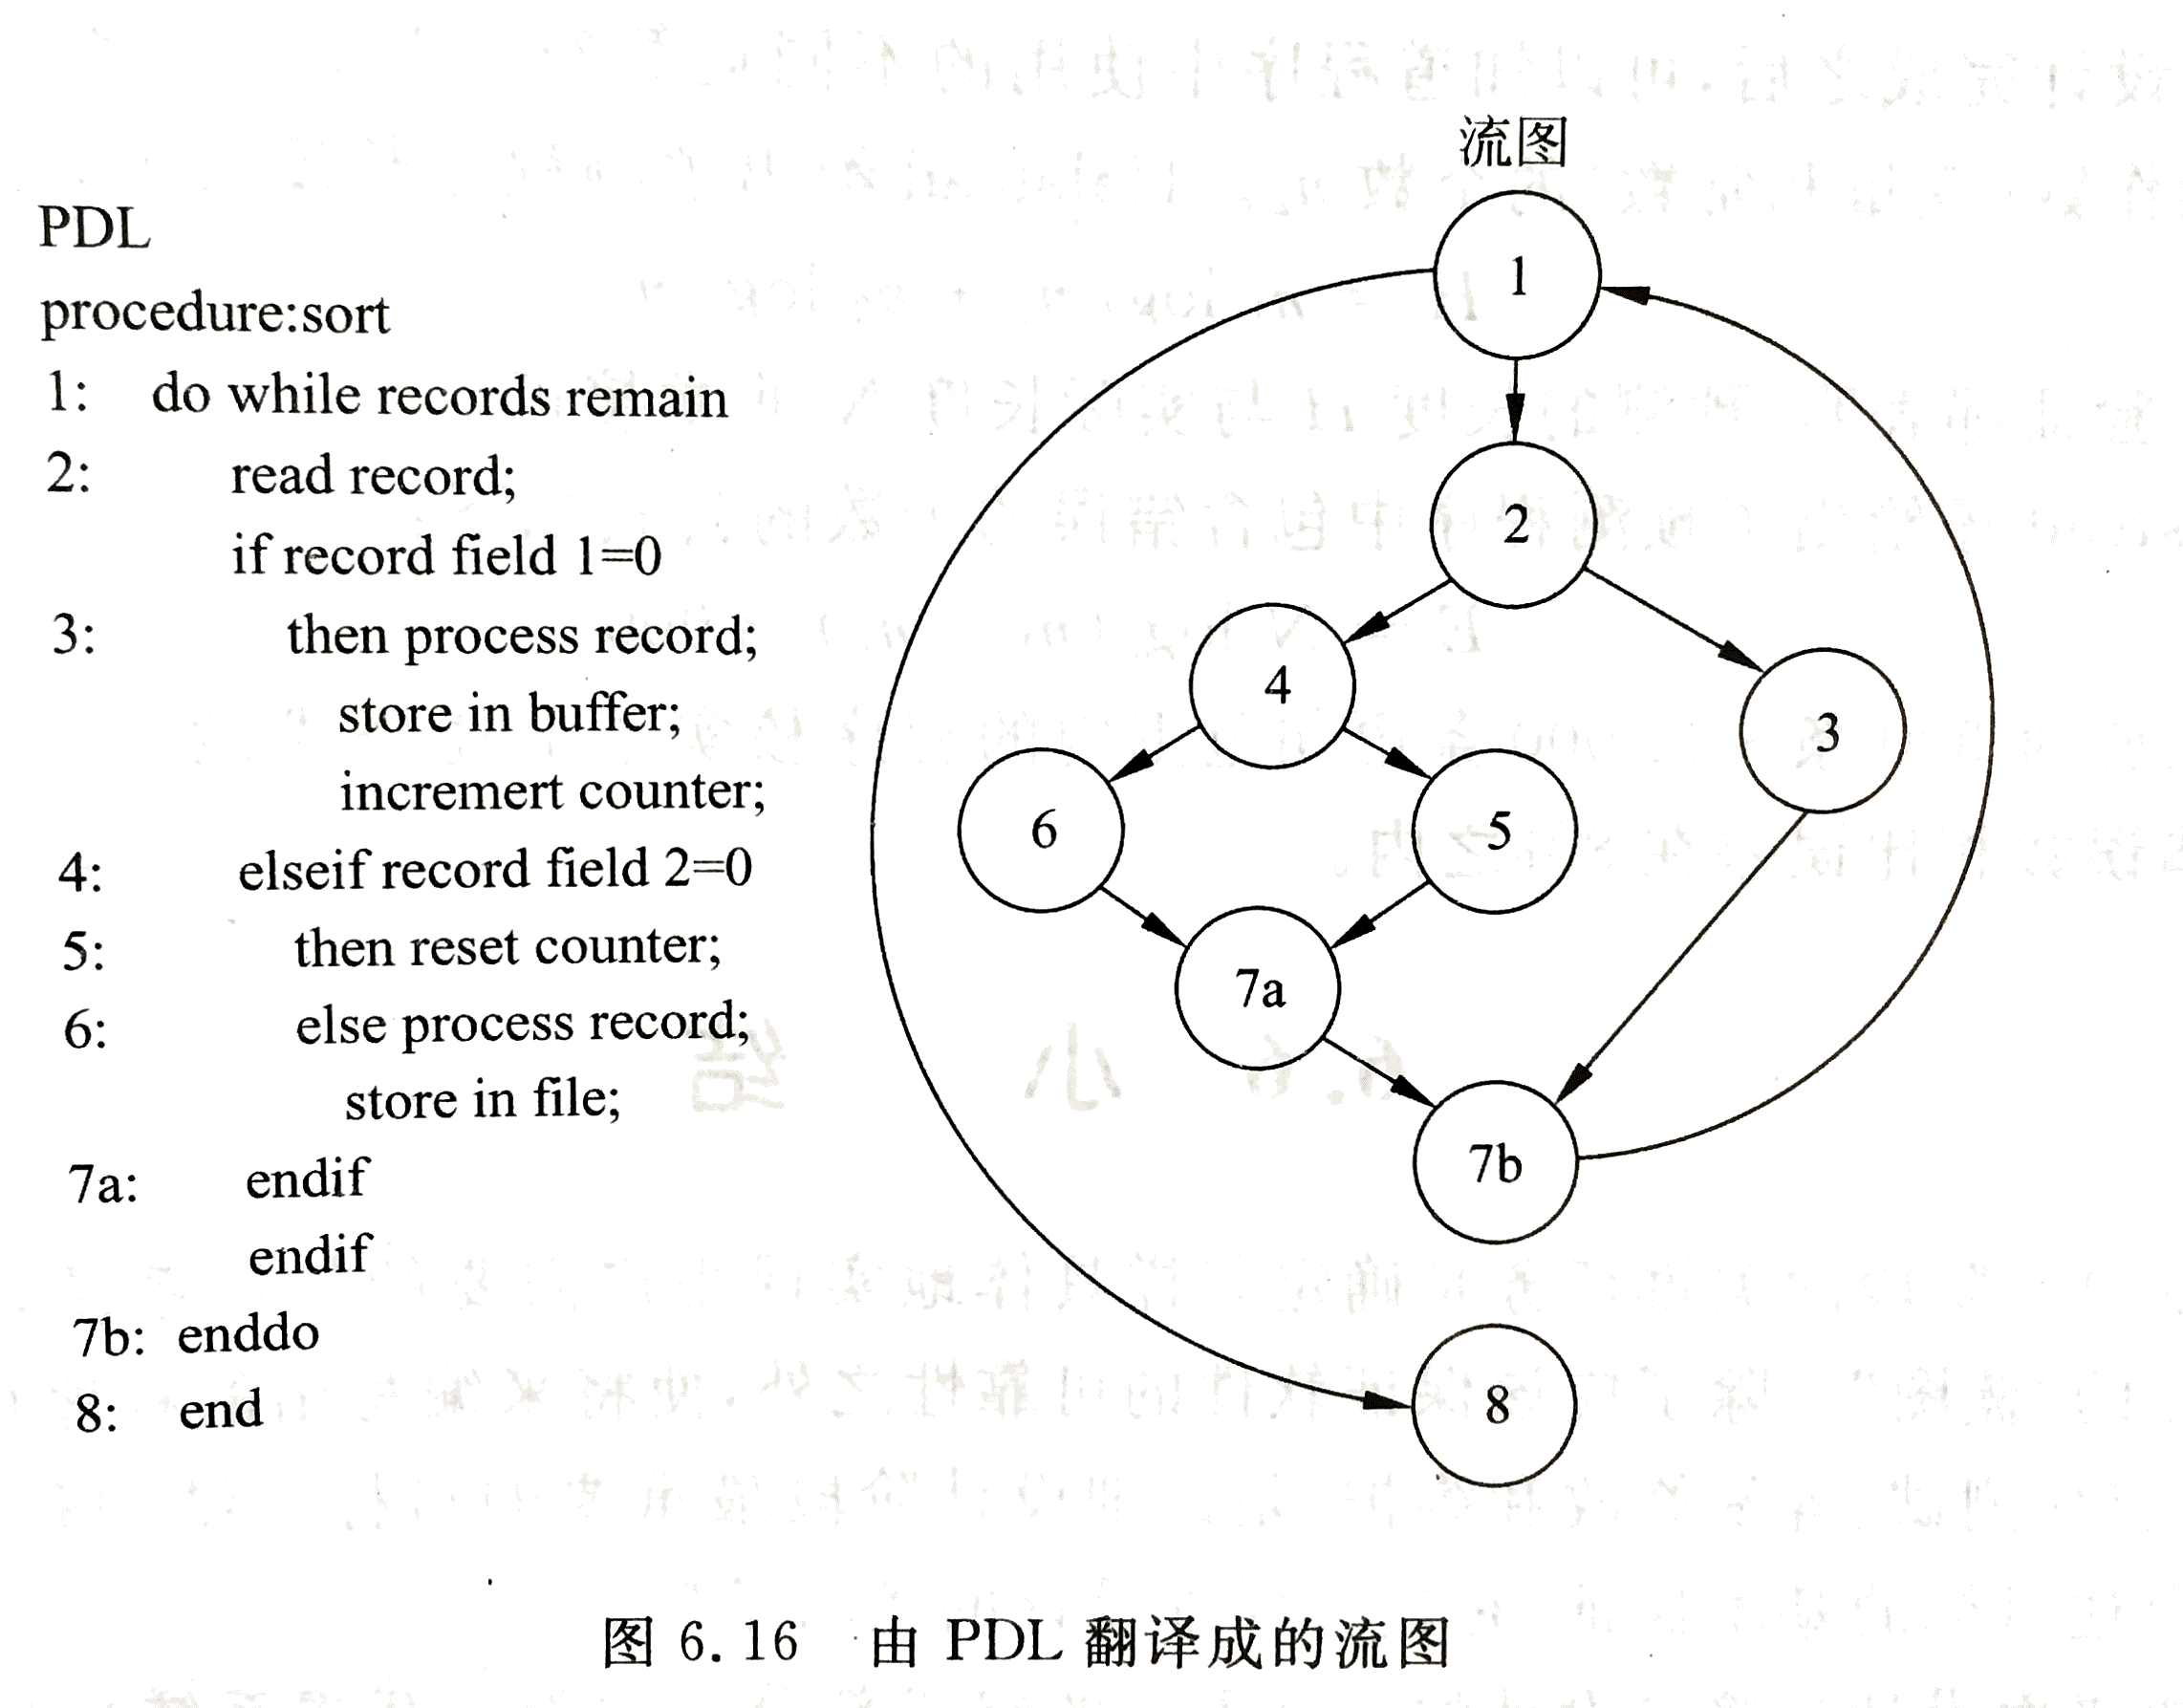 PDL
procedure:sort
1: do while records remain
2: read record;
if record field 1=0
3: then process record;
store in buffer;
incremert counter;
4: elseif record field 2=0
5: then reset counter;
6: else process record;
store in file;
7a: endif
endif
7b: enddo
8: end
流图
1
2
4
3
6
5
7a
7b
8
图 6.16 由 PDL 翻译成的流图